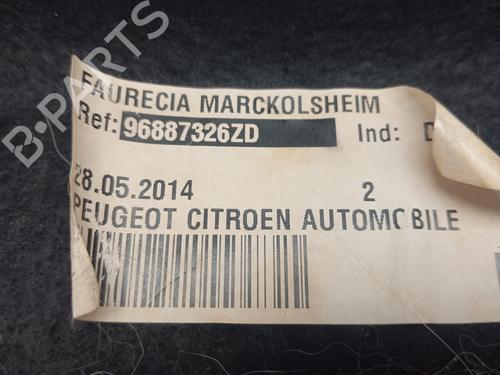 B-PARTS
FAURECIA MARCKOLSHEIM
Ref: 96887326ZD Ind: D
28.05.2014 2
PEUGEOT CITROEN AUTOMOBILE